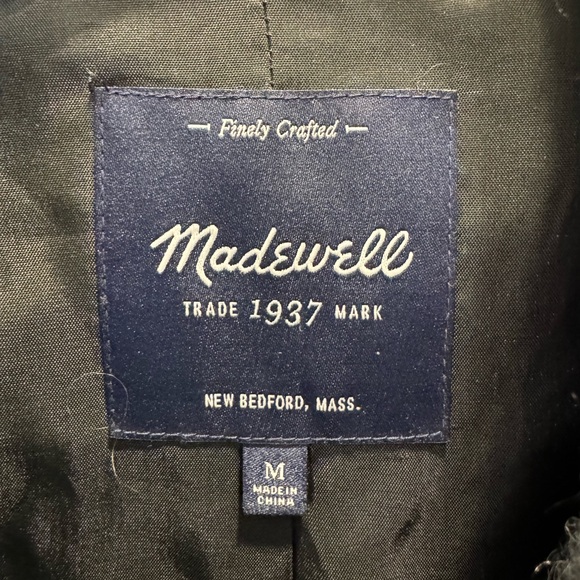 Finely Crafted
Madewell
TRADE 1937 MARK
NEW BEDFORD, MASS.
M
MADE IN
CHINA